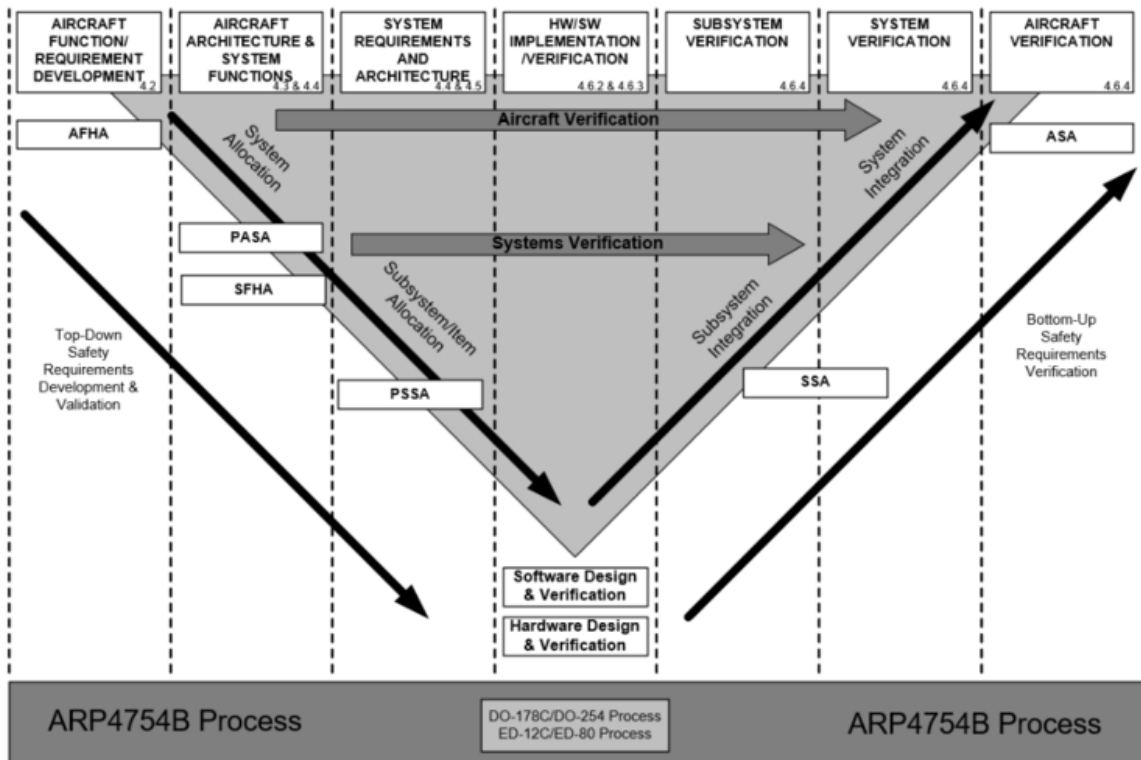 AIRCRAFT
FUNCTION/
REQUIREMENT
DEVELOPMENT
4.2
AIRCRAFT
ARCHITECTURE &
SYSTEM
FUNCTIONS
4.3 & 4.4
SYSTEM
REQUIREMENTS
AND
ARCHITECTURE
4.4 & 4.5
HW/SW
IMPLEMENTATION
/VERIFICATION
4.6.2 & 4.6.3
SUBSYSTEM
VERIFICATION
4.6.4
SYSTEM
VERIFICATION
4.6.4
AIRCRAFT
VERIFICATION
4.6.4
AFHA
System
Allocation
Aircraft Verification
System
Integration
ASA
PASA
SFHA
Systems Verification
Subsystem/Item
Allocation
Subsystem
Integration
Top-Down
Safety
Requirements
Development &
Validation
Bottom-Up
Safety
Requirements
Verification
PSSA
SSA
Software Design
& Verification
Hardware Design
& Verification
ARP4754B Process
DO-178C/DO-254 Process
ED-12C/ED-80 Process
ARP4754B Process